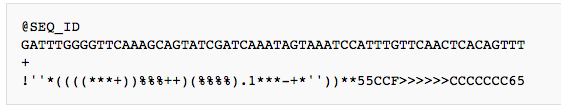 @SEQ_ID
GATTTGGGGTTCAAAGCAGTATCGATCAAATAGTAAATCCATTTGTTCAACTCACAGTTT
+
!''*((((***+))%%%++)(%%%%).1***-+*''))**55CCF>>>>>>CCCCCCC65